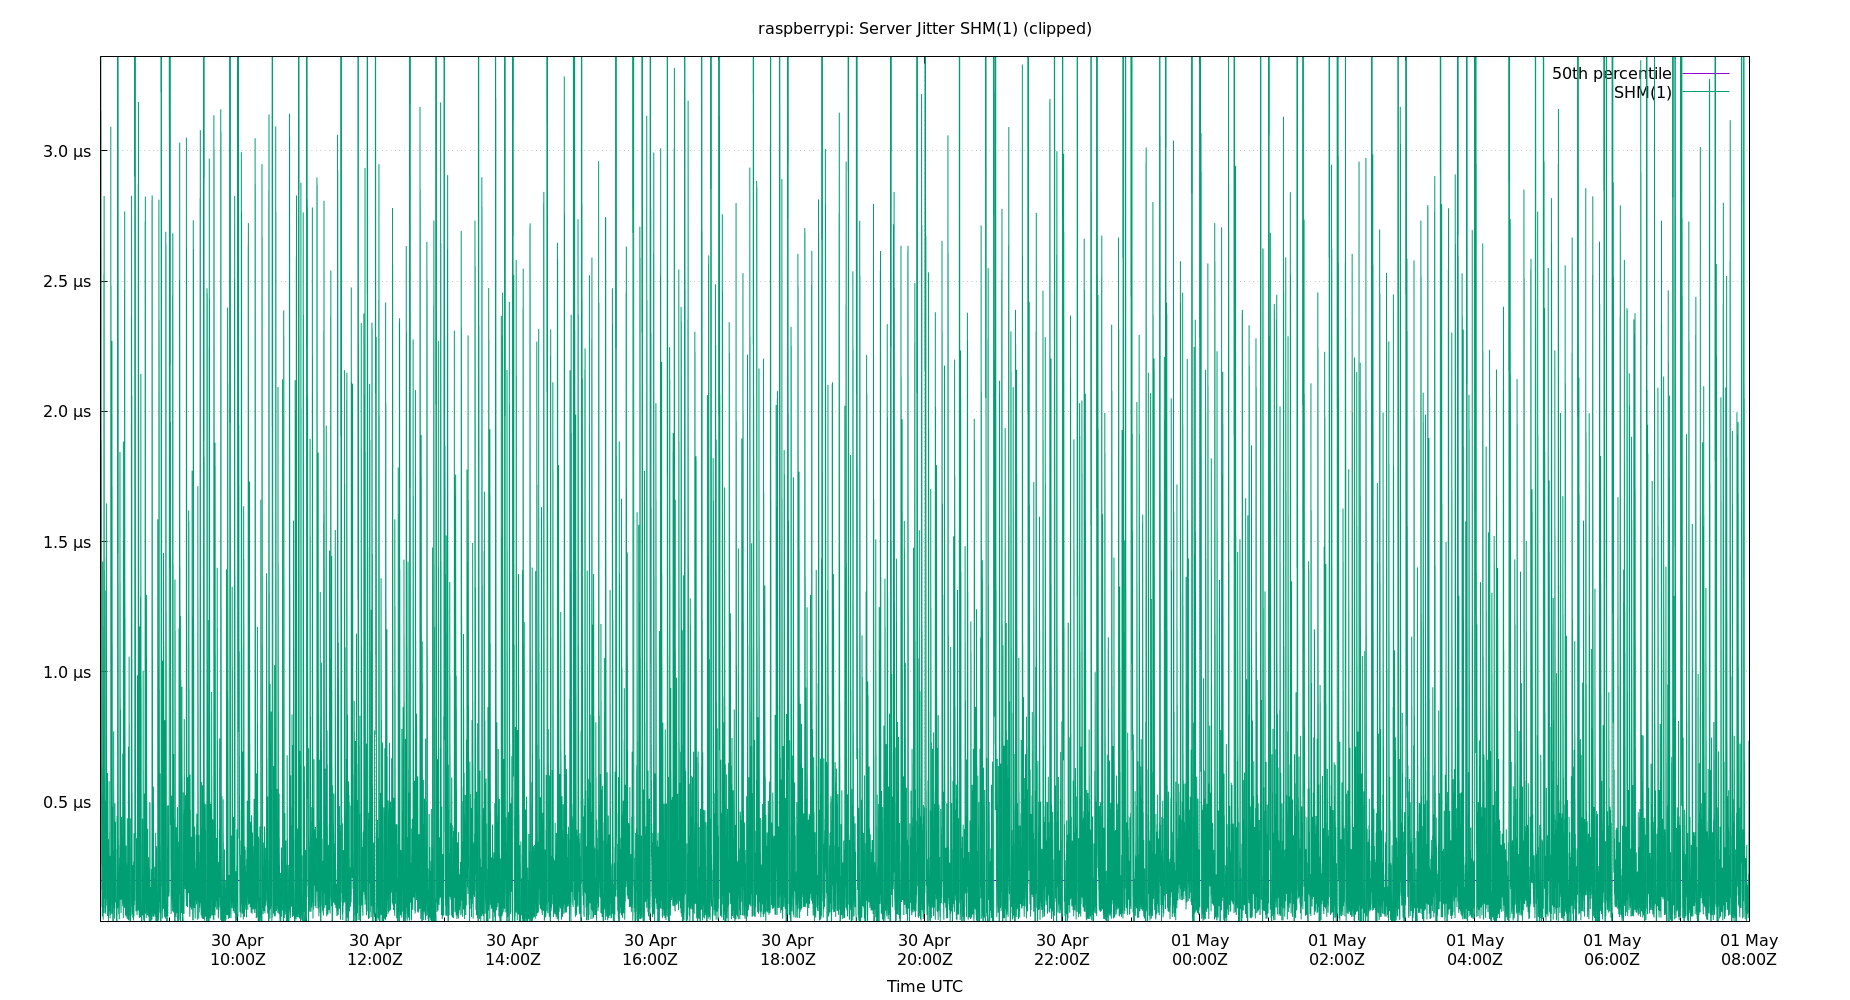 raspberrypi: Server Jitter SHM(1) (clipped)
50th percentile
SHM(1)
3.0 µs
2.5 µs
2.0 µs
1.5 µs
1.0 µs
0.5 µs
30 Apr 30 Apr 30 Apr 30 Apr 30 Apr 30 Apr 30 Apr 01 May 01 May 01 May 01 May 01 May
10:00Z 12:00Z 14:00Z 16:00Z 18:00Z 20:00Z 22:00Z 00:00Z 02:00Z 04:00Z 06:00Z 08:00Z
Time UTC